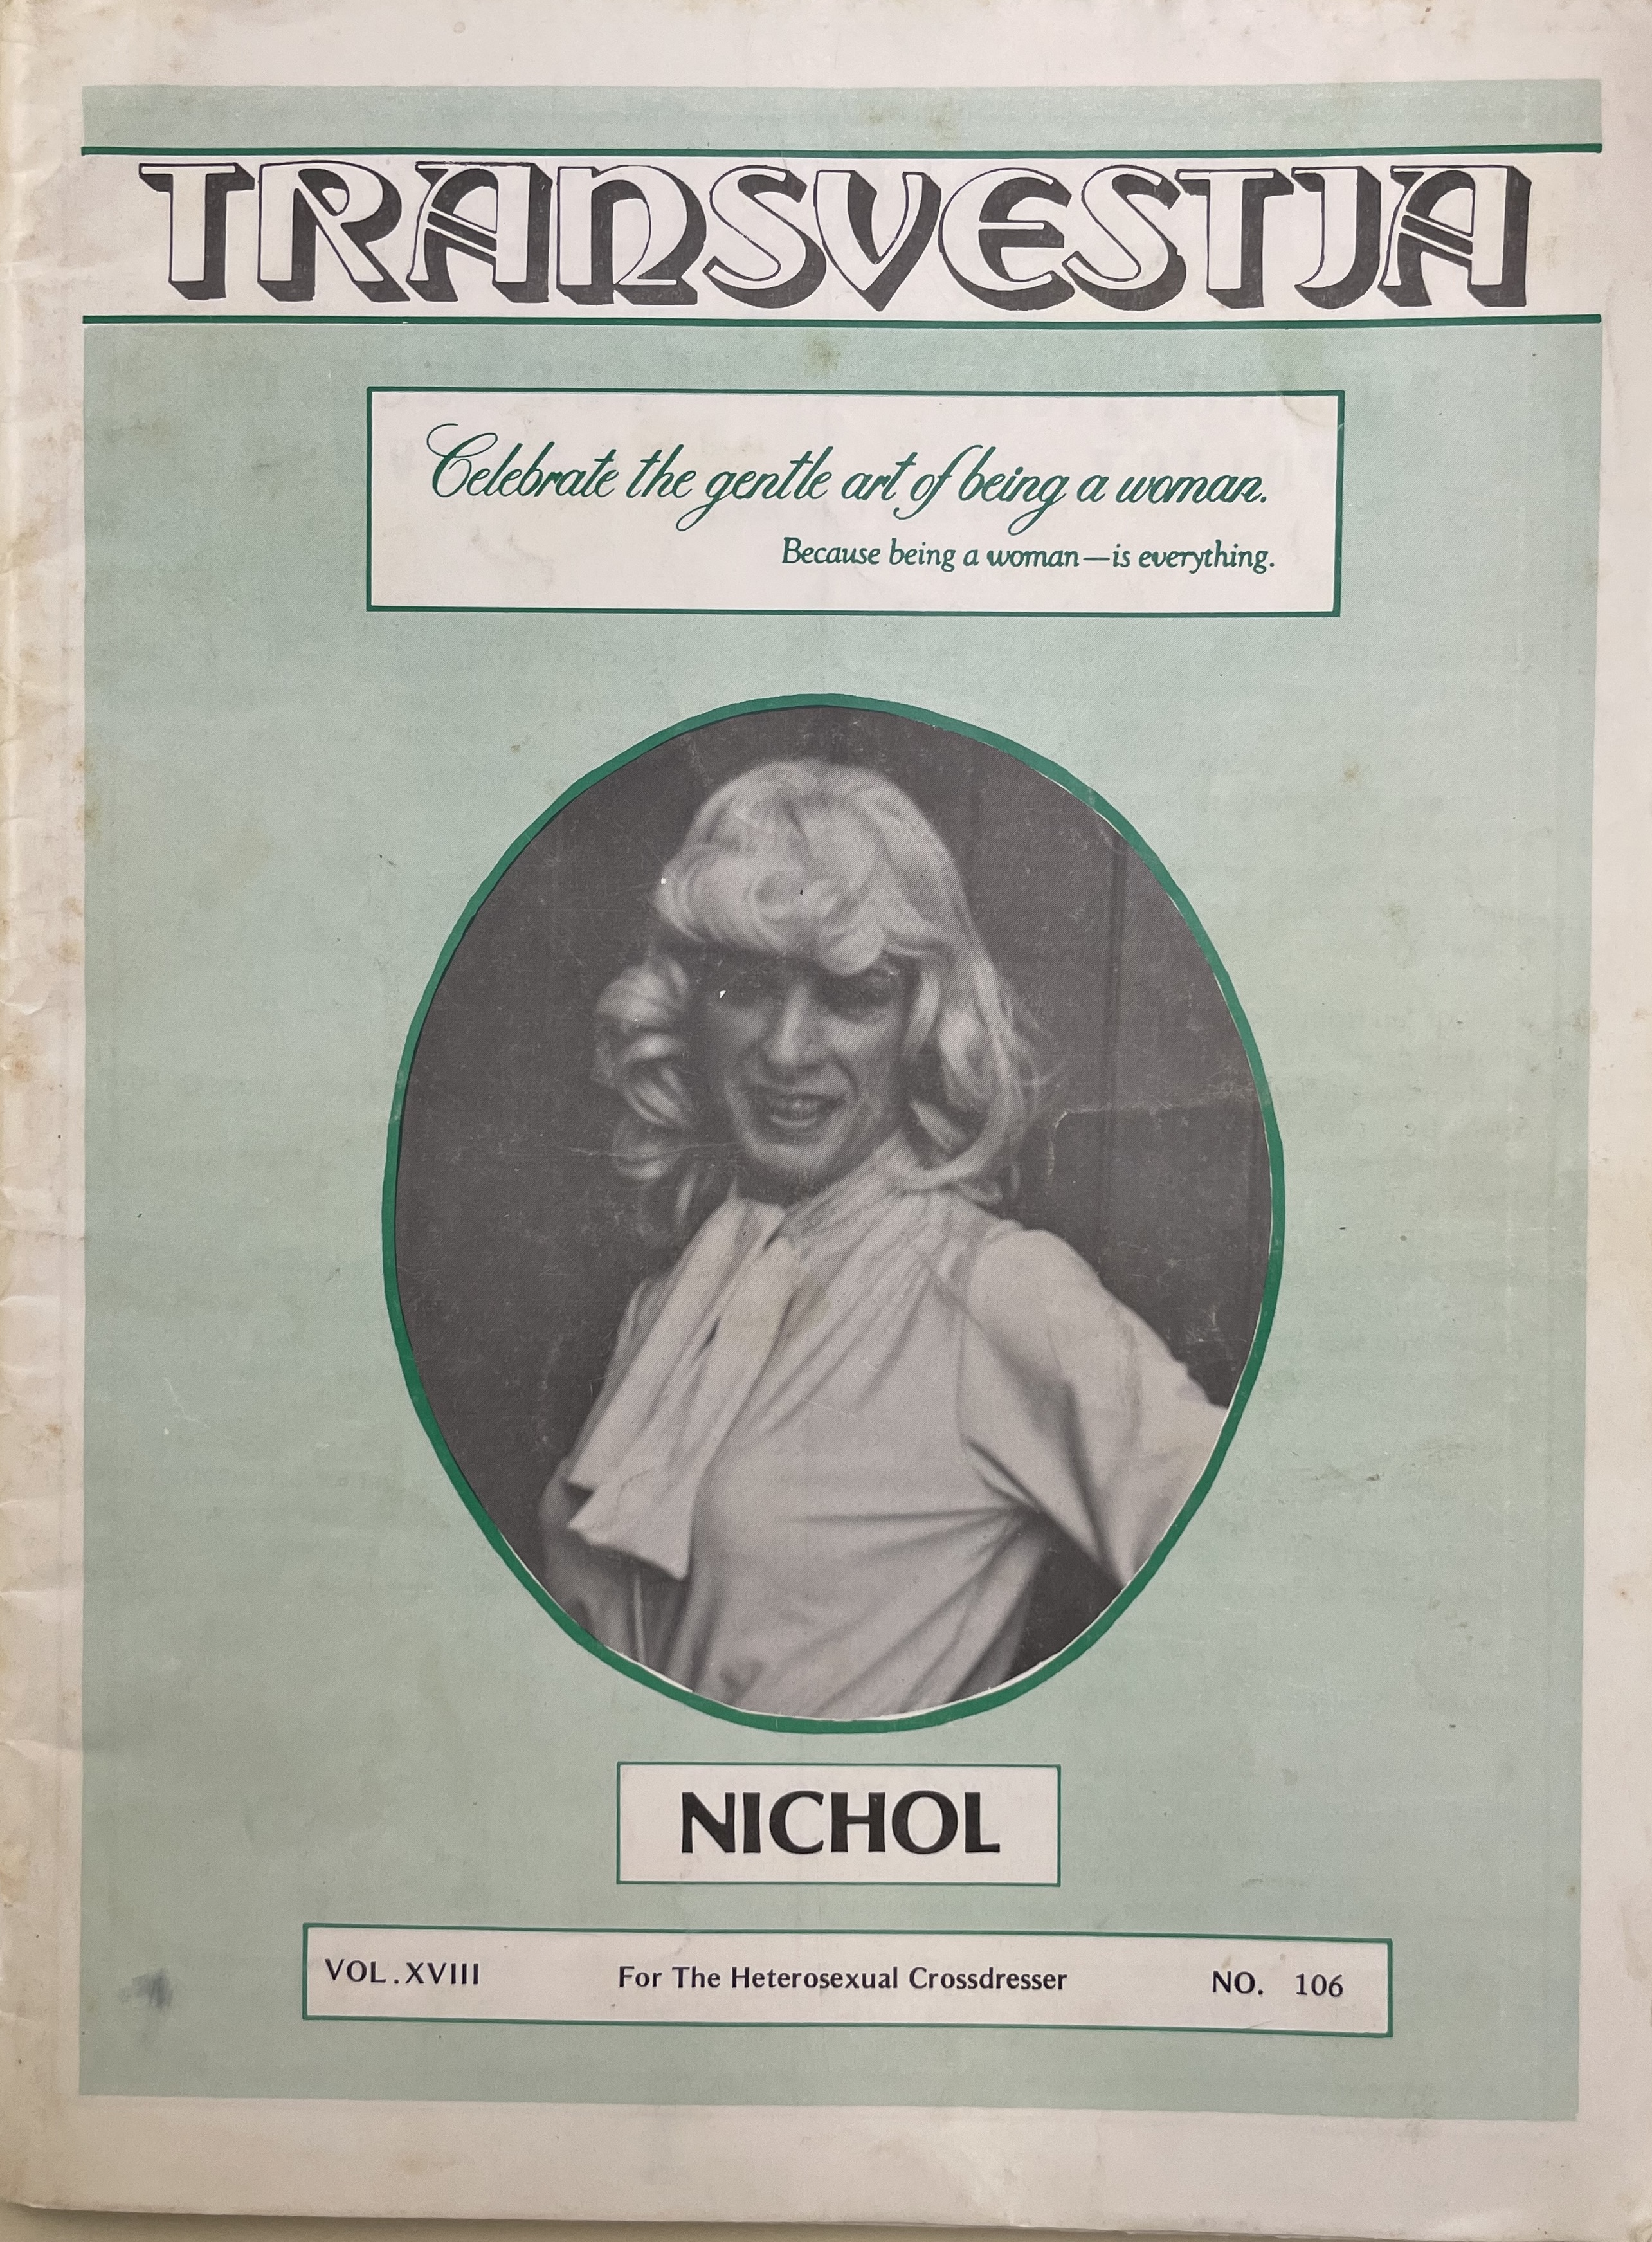 TRANSVESTIA
Celebrate the gentle art of being a woman.
Because being a woman—is everything.
NICHOL
VOL.XVIII For The Heterosexual Crossdresser NO. 106